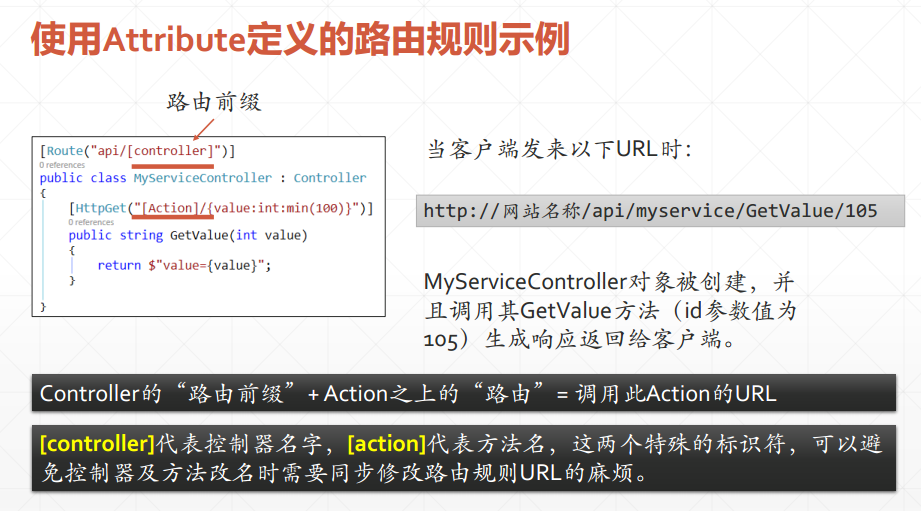 使用Attribute定义的路由规则示例
路由前缀
[Route("api/[controller]")]
0 references
public class MyServiceController : Controller
{
[HttpGet("[Action]/{value:int:min(100)}")]
0 references
public string GetValue(int value)
{
return $"value={value}";
}
}
当客户端发来以下URL时：
http://网站名称/api/myservice/GetValue/105
MyServiceController对象被创建，并
且调用其GetValue方法（id参数值为
105）生成响应返回给客户端。
Controller的“路由前缀”+ Action之上的“路由”= 调用此Action的URL
[controller]代表控制器名字，[action]代表方法名，这两个特殊的标识符，可以避
免控制器及方法改名时需要同步修改路由规则URL的麻烦。